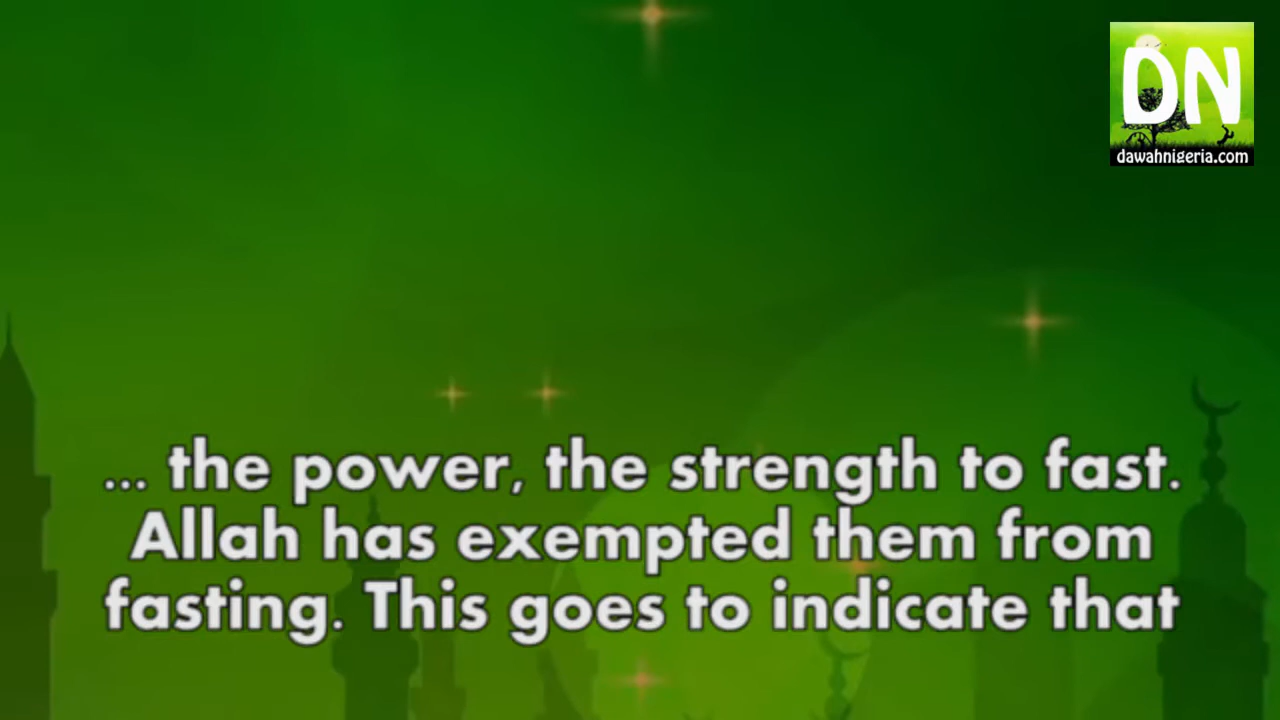 DN
dawahnigeria.com
... the power, the strength to fast.
Allah has exempted them from
fasting. This goes to indicate that